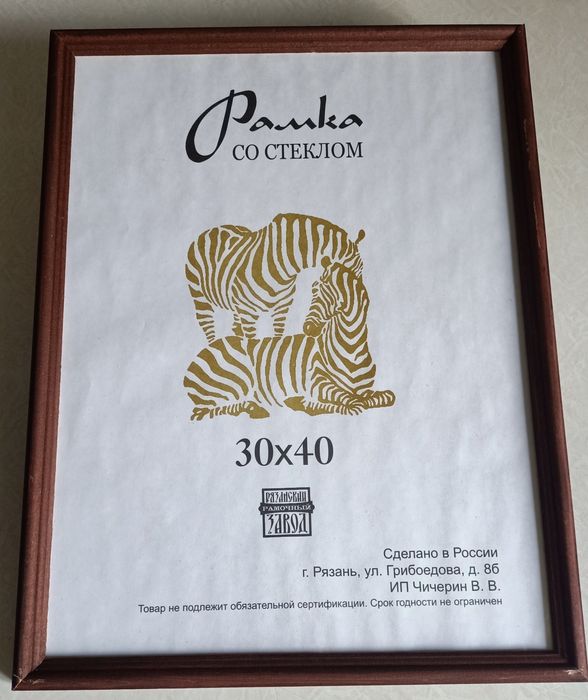 Рамка
СО СТЕКЛОМ
30x40
РЯЗАНСКИЙ
РАМОЧНЫЙ
ЗАВОД
Сделано в России
г. Рязань, ул. Грибоедова, д. 8б
ИП Чичерин В. В.
Товар не подлежит обязательной сертификации. Срок годности не ограничен